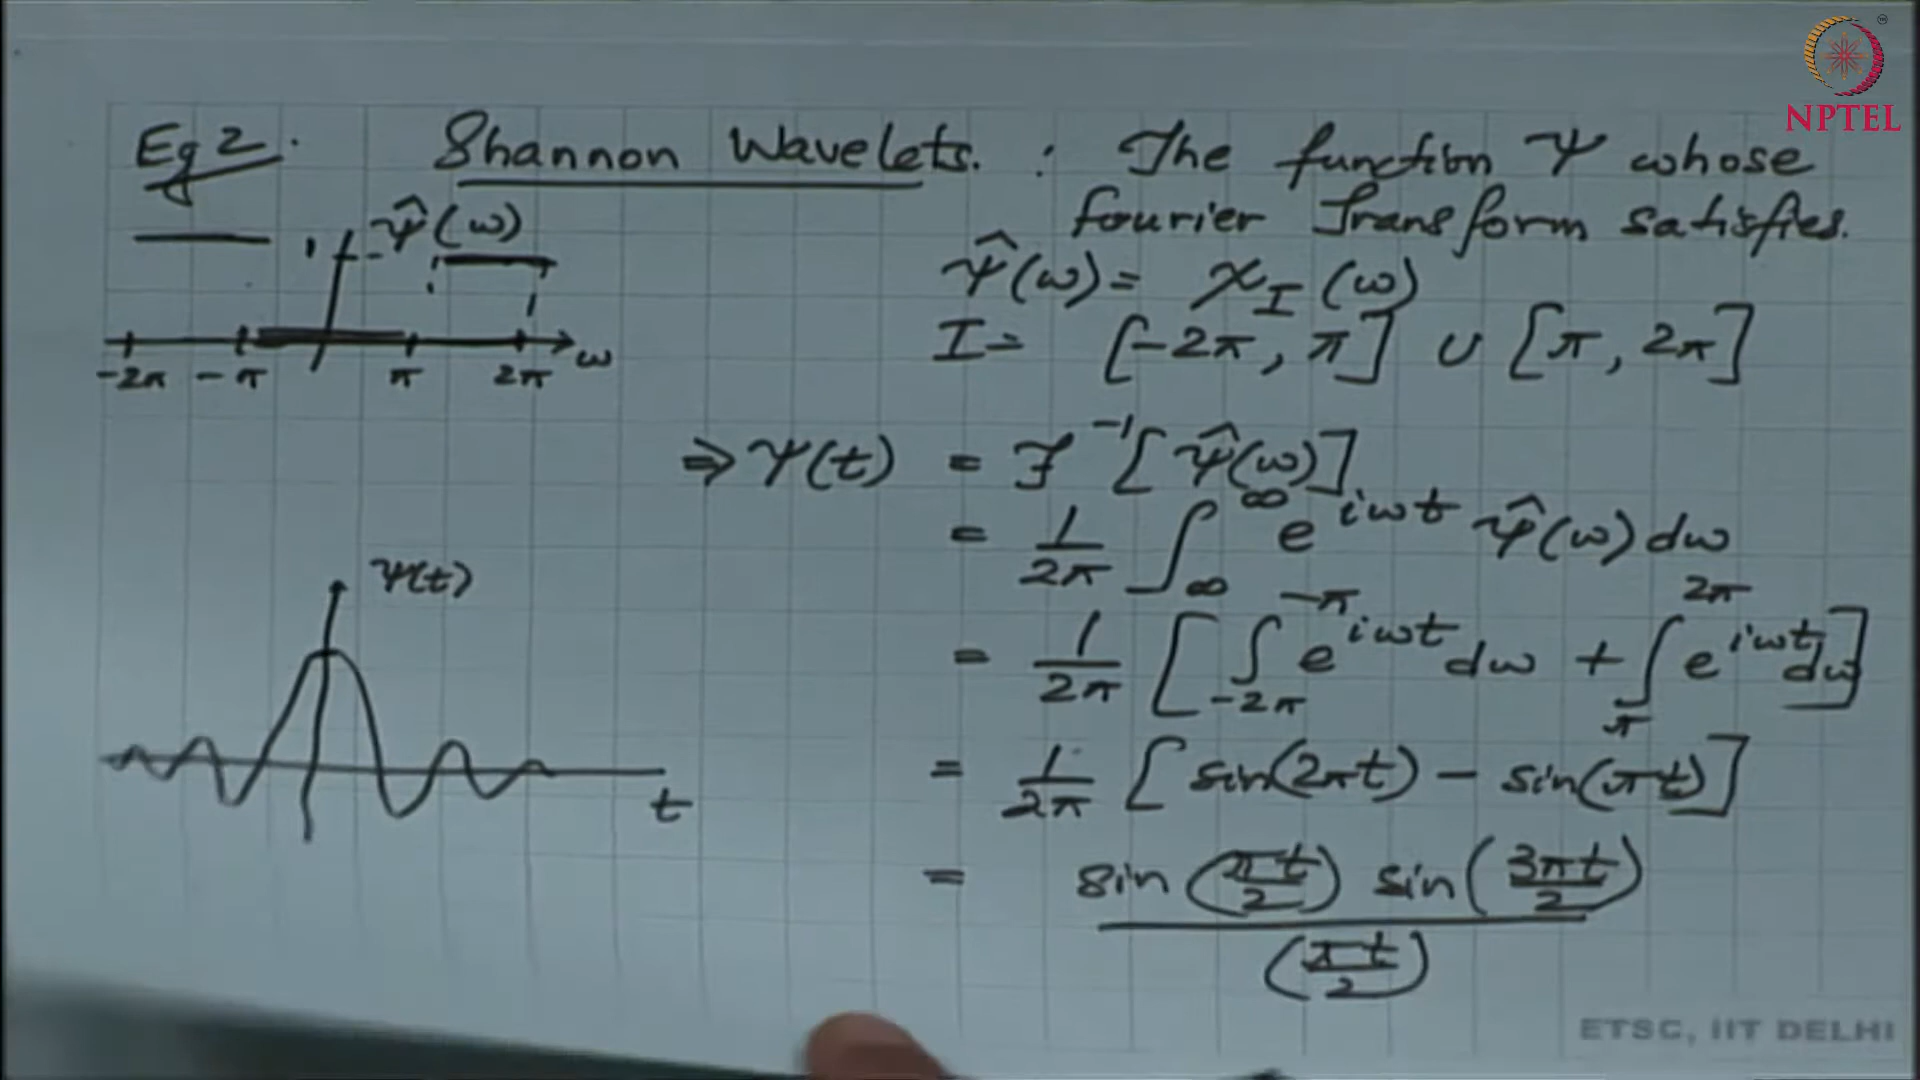 NPTEL
Eg 2. Shannon Wavelets. : The function Ψ whose
Fourier Transform satisfies.
Ψ̂(ω) = χ_I (ω)
I = [-2π, π] ∪ [π, 2π]
1 Ψ̂(ω)
-2π -π π 2π ω
⇒ Ψ(t) = F⁻¹[Ψ̂(ω)]
= 1/2π ∫_∞^∞ e^{iωt} Ψ̂(ω) dω
= 1/2π [∫_{-2π}^{-π} e^{iωt} dω + ∫_π^{2π} e^{iωt} dω]
= 1/2π [sin(2πt) - sin(πt)]
= sin(πt/2) sin(3πt/2) / (πt/2)
Ψ(t)
t
ETSC, IIT DELHI